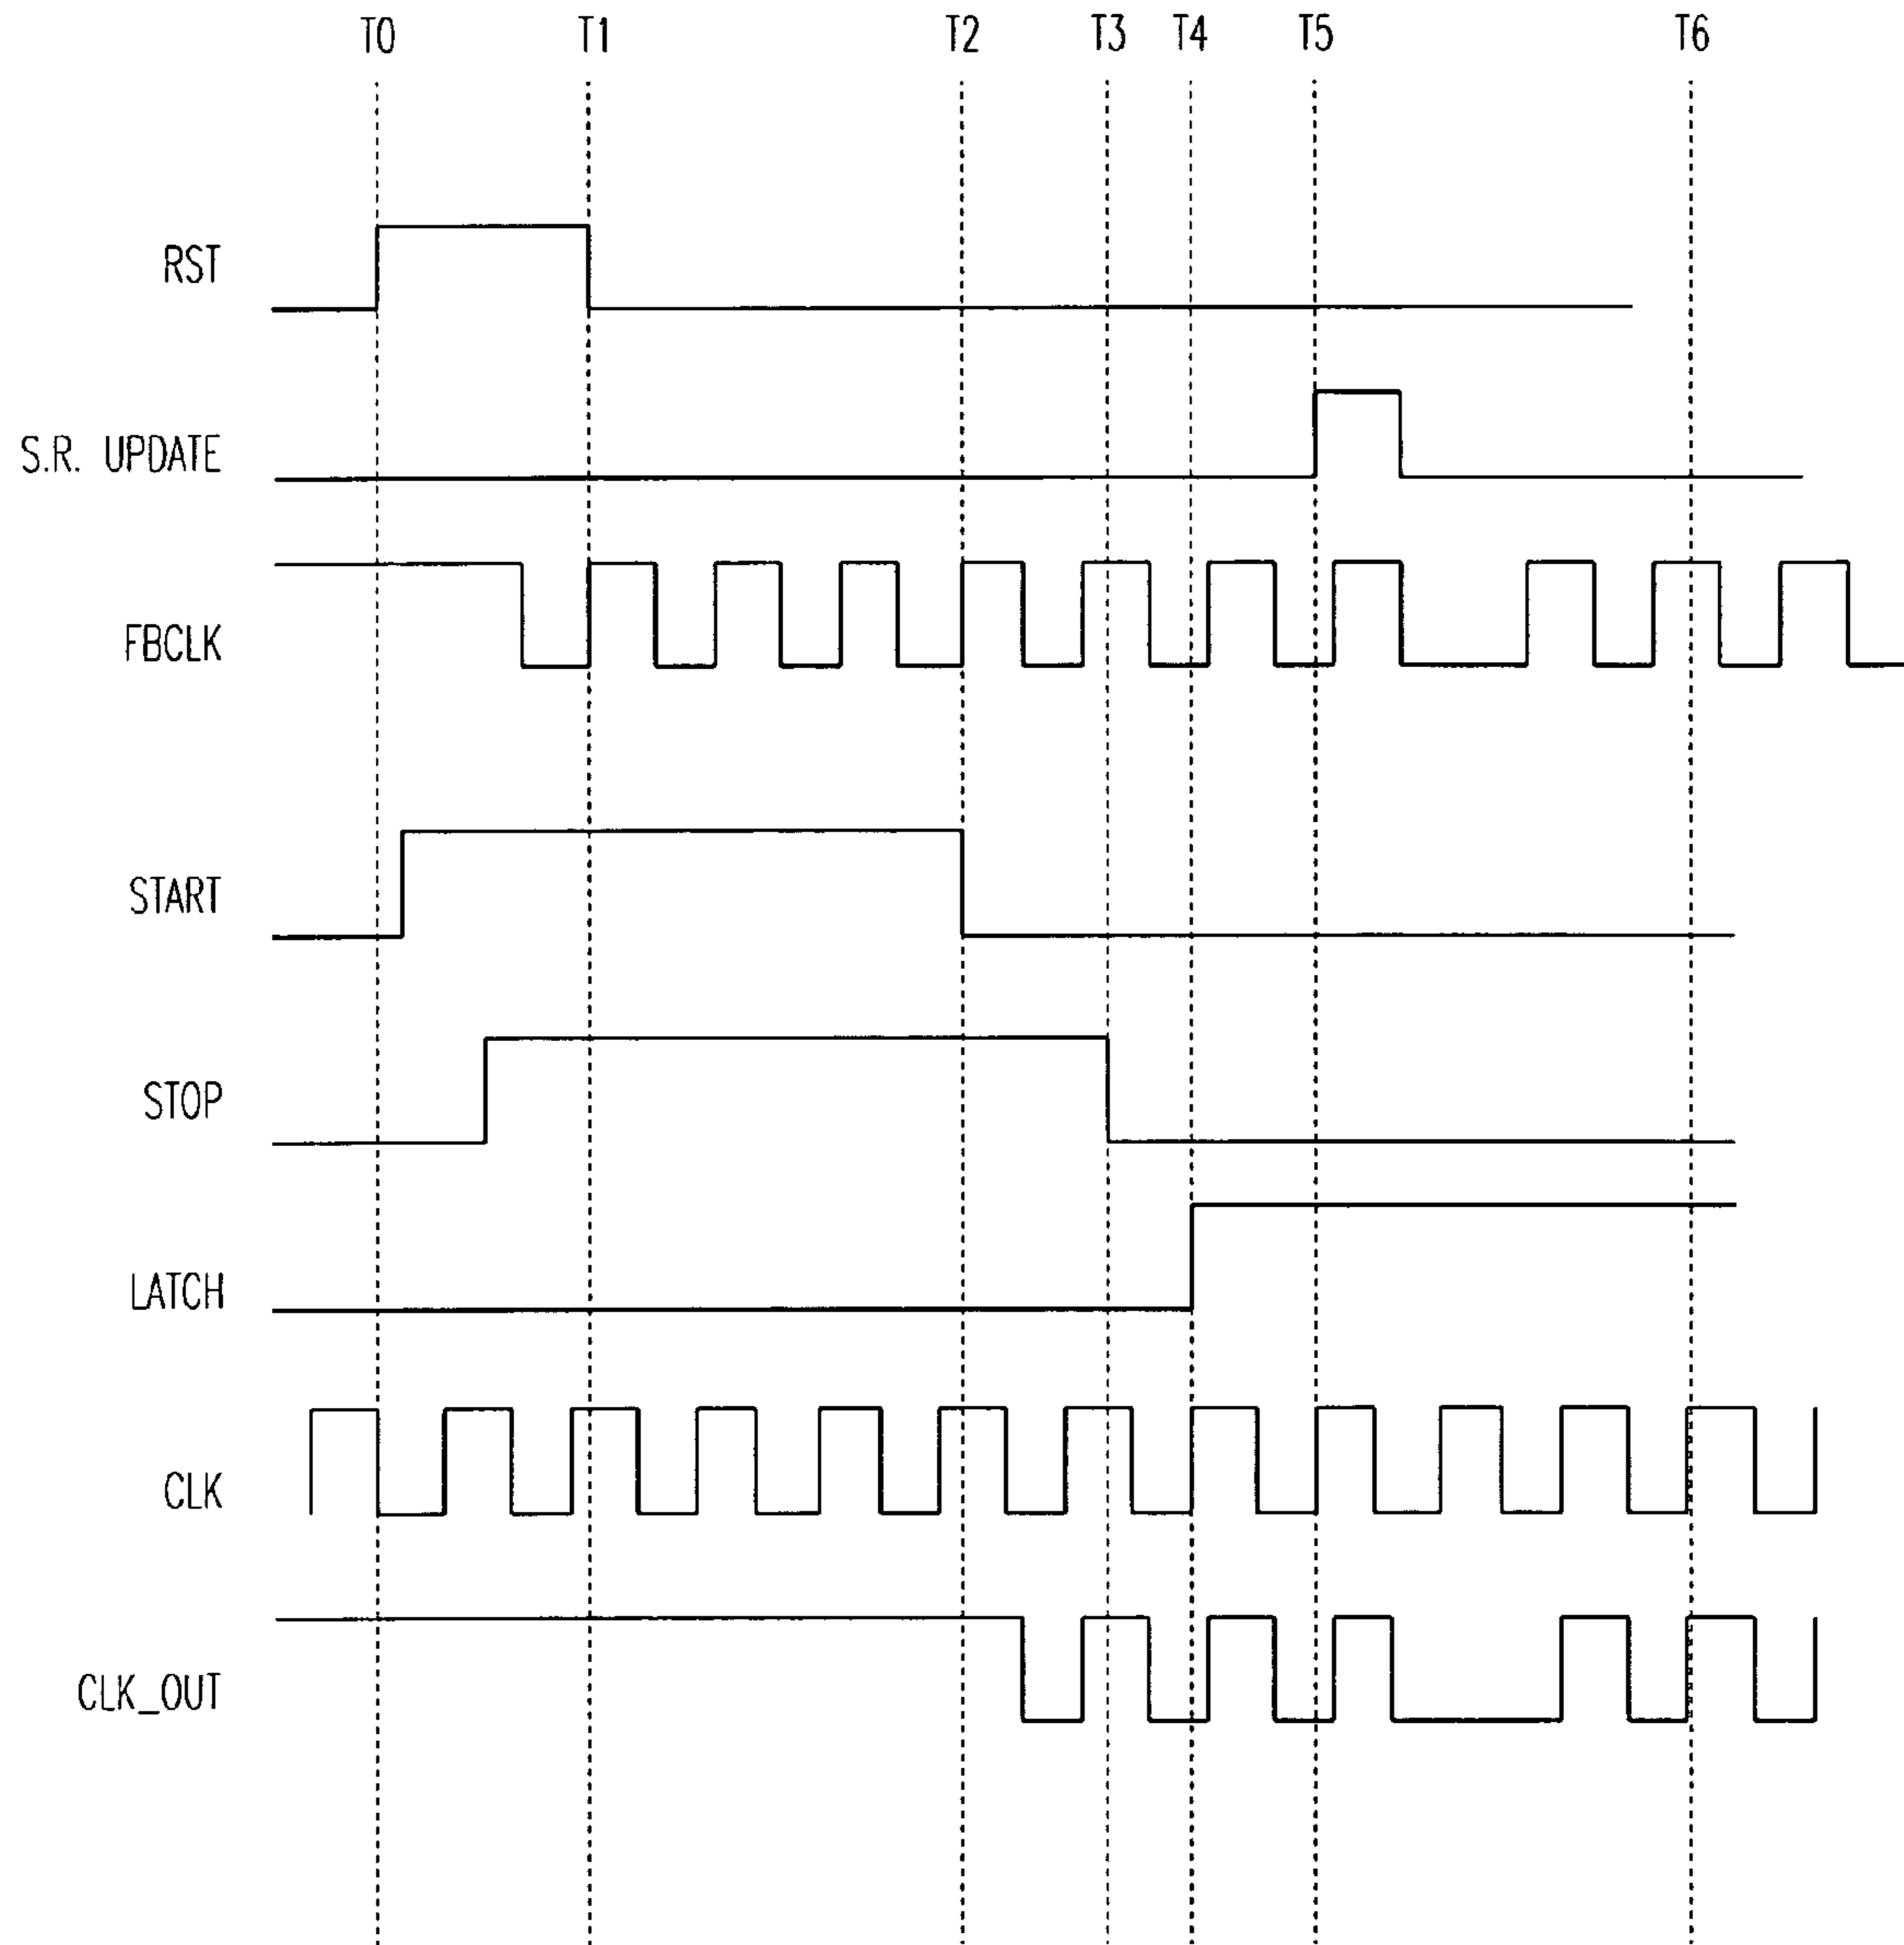 T0 T1 T2 T3 T4 T5 T6
RST
S.R. UPDATE
FBCLK
START
STOP
LATCH
CLK
CLK_OUT